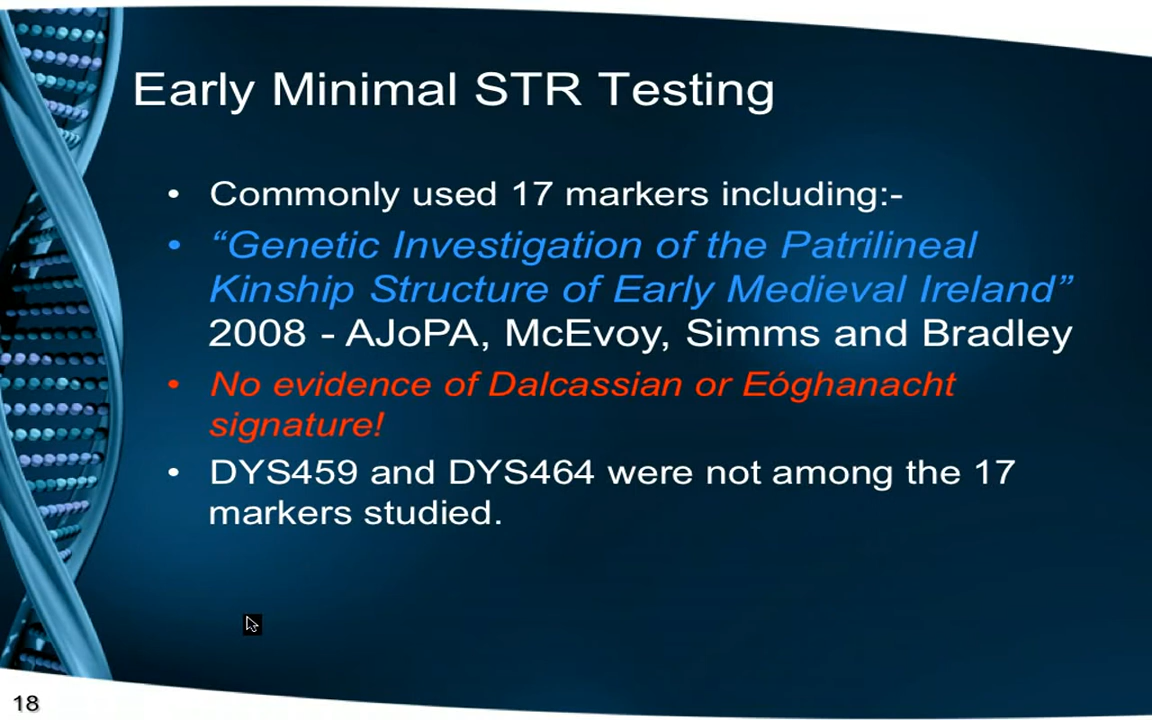 Early Minimal STR Testing
• Commonly used 17 markers including:-
• “Genetic Investigation of the Patrilineal
Kinship Structure of Early Medieval Ireland”
2008 - AJoPA, McEvoy, Simms and Bradley
• No evidence of Dalcassian or Eóghanacht
signature!
• DYS459 and DYS464 were not among the 17
markers studied.
18